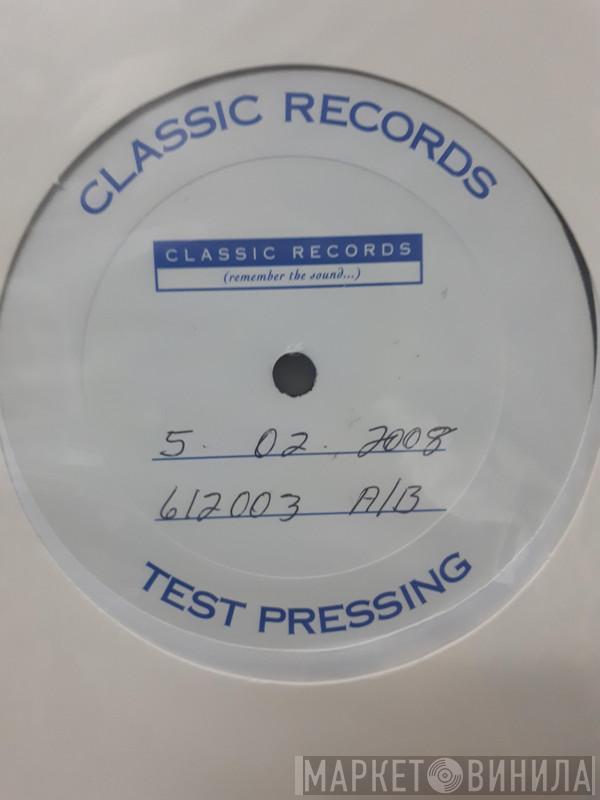 CLASSIC RECORDS
CLASSIC RECORDS
(remember the sound...)
5. 02. 2008
612003 A/B
TEST PRESSING
МАРКЕТ ВИНИЛА